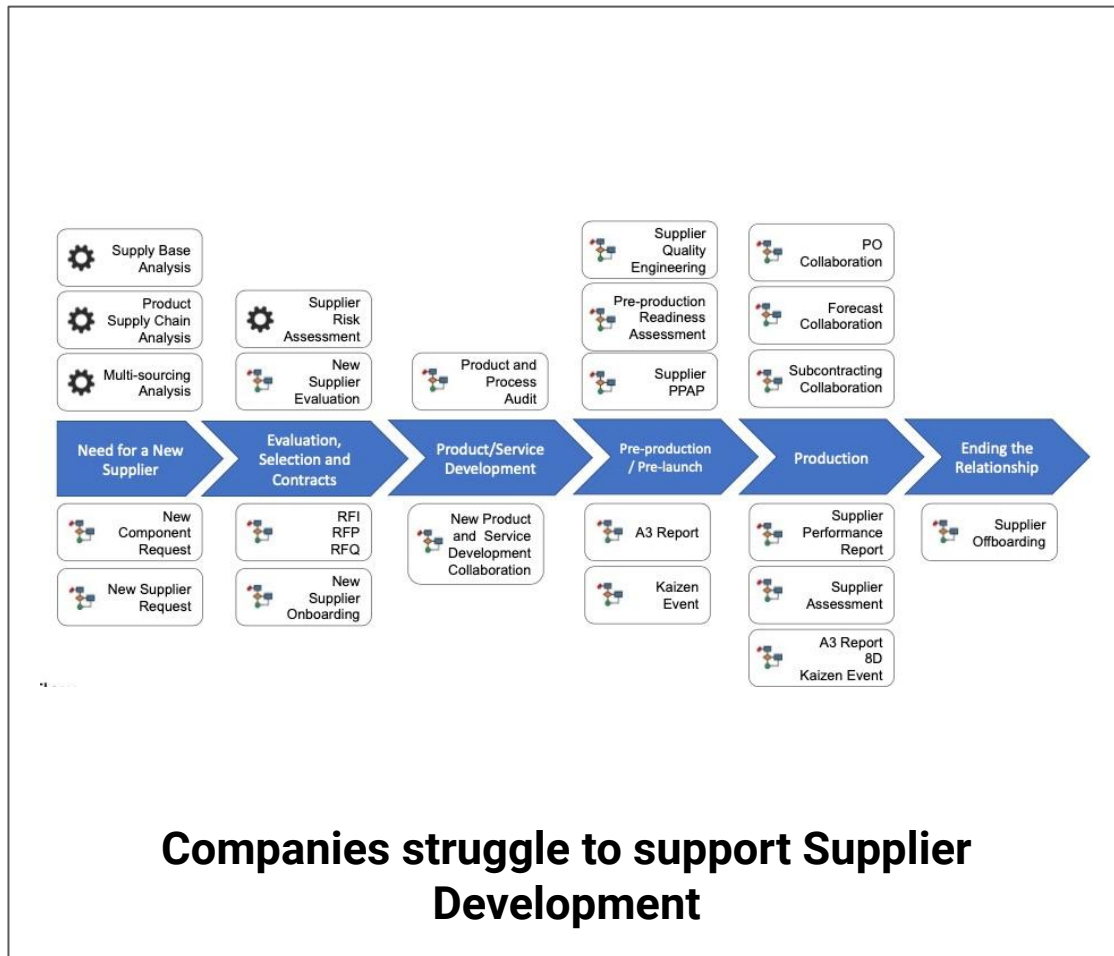 Supply Base
Analysis
Product
Supply Chain
Analysis
Multi-sourcing
Analysis
Supplier
Risk
Assessment
New
Supplier
Evaluation
Product and
Process
Audit
Supplier
Quality
Engineering
Pre-production
Readiness
Assessment
Supplier
PPAP
PO
Collaboration
Forecast
Collaboration
Subcontracting
Collaboration
Need for a New
Supplier
Evaluation,
Selection and
Contracts
Product/Service
Development
Pre-production
/ Pre-launch
Production
Ending the
Relationship
New
Component
Request
New Supplier
Request
RFI
RFP
RFQ
New
Supplier
Onboarding
New Product
and Service
Development
Collaboration
A3 Report
Kaizen
Event
Supplier
Performance
Report
Supplier
Assessment
A3 Report
8D
Kaizen Event
Supplier
Offboarding
Companies struggle to support Supplier
Development